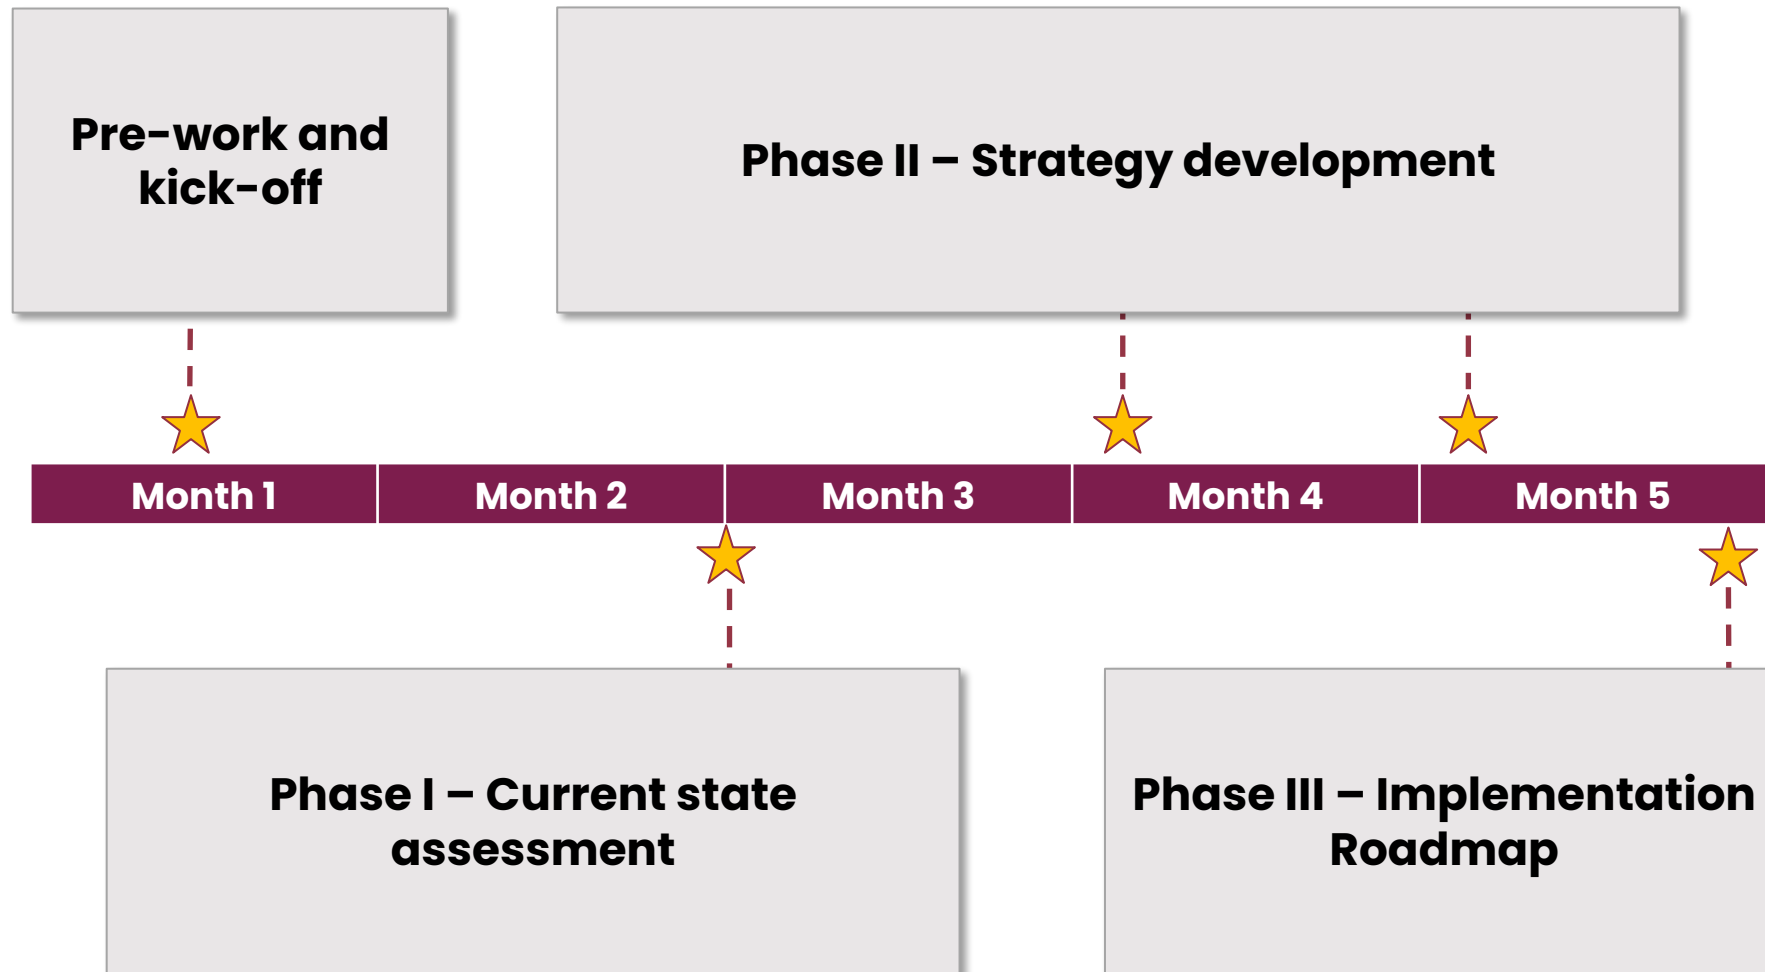 Pre-work and
kick-off
Phase II – Strategy development
Month 1
Month 2
Month 3
Month 4
Month 5
Phase I – Current state
assessment
Phase III – Implementation
Roadmap